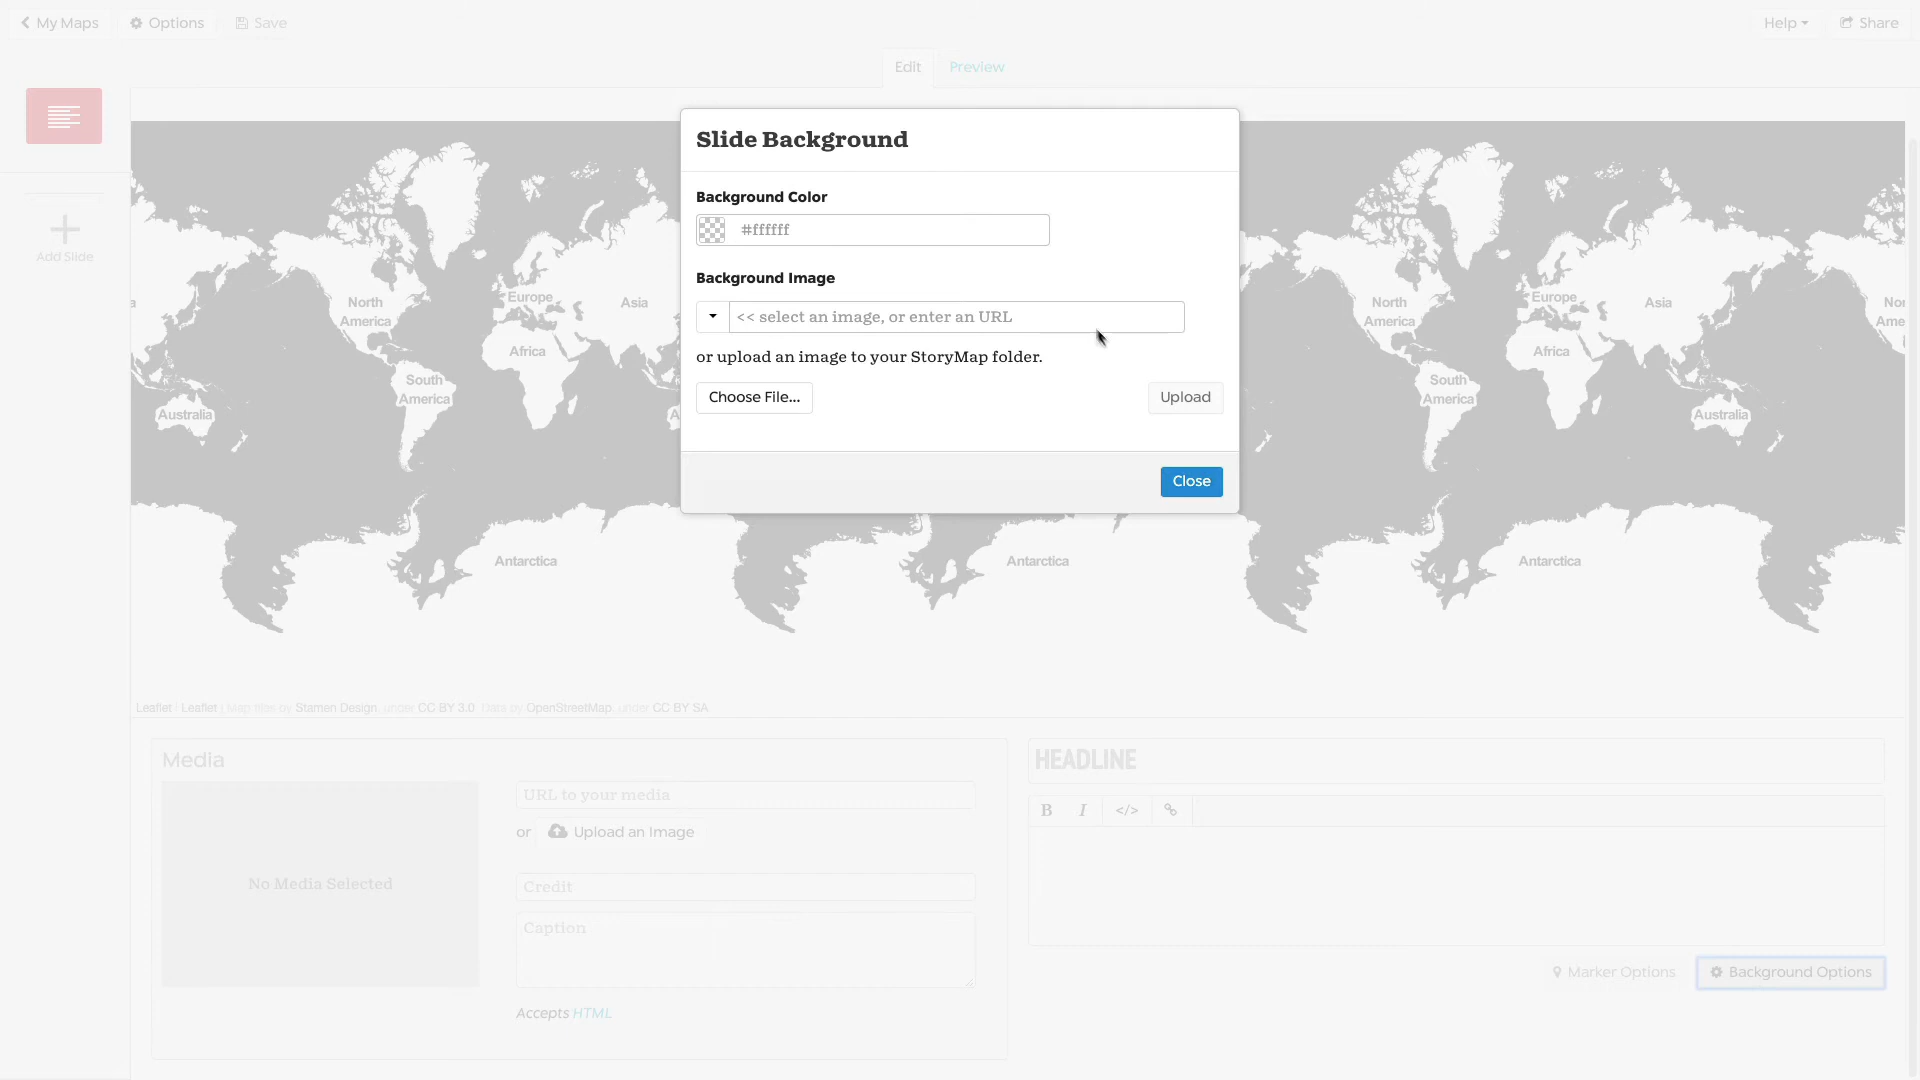 My Maps
Options
Save
Help
Share
Edit
Preview
Add Slide
Slide Background
Background Color
#ffffff
Background Image
<< select an image, or enter an URL
or upload an image to your StoryMap folder.
Choose File...
Upload
Close
North
America
Europe
Asia
Africa
South
America
Australia
A
Antarctica
Antarctica
North
America
Europe
Asia
Africa
South
America
Australia
Antarctica
Nor
Ame
a
Leaflet | Leaflet | Map tiles by Stamen Design, under CC BY 3.0. Data by OpenStreetMap, under CC BY SA
Media
No Media Selected
URL to your media
or Upload an Image
Credit
Caption
Accepts HTML
HEADLINE
B I </>
Marker Options
Background Options